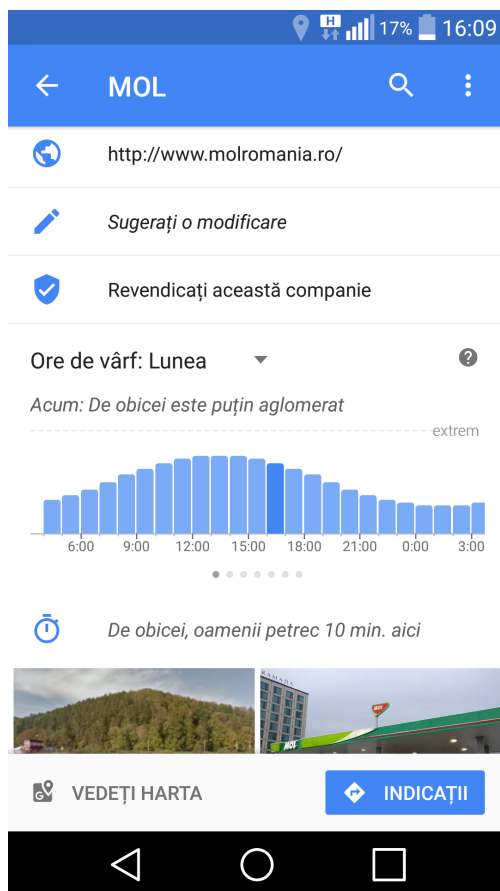 H
17%
16:09
MOL
http://www.molromania.ro/
Sugerați o modificare
Revendicați această companie
Ore de vârf: Lunea
?
Acum: De obicei este puțin aglomerat
extrem
6:00 9:00 12:00 15:00 18:00 21:00 0:00 3:00
De obicei, oamenii petrec 10 min. aici
RAMADA
MOL
MOL
G
VEDEȚI HARTA
INDICAȚII